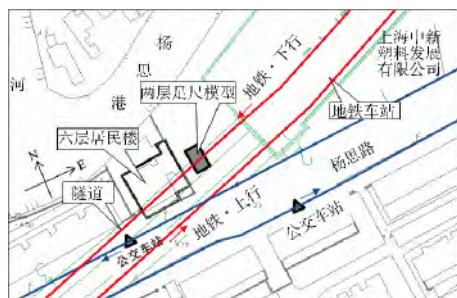 杨
思
港
河
上海中新
塑料发展
有限公司
地铁·下行
两层足尺模型
地铁车站
六层居民楼
N
E
杨思路
隧道
地铁·上行
公交车站
公交车站